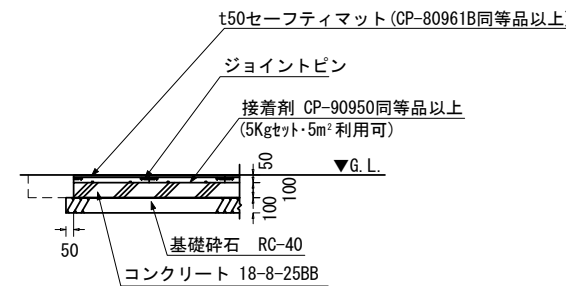 t50セーフティマット(CP-80961B同等品以上)
ジョイントピン
接着剤 CP-90950同等品以上
(5Kgセット・5m²利用可)
▼G.L.
50
100
100
50
基礎砕石 RC-40
コンクリート 18-8-25BB